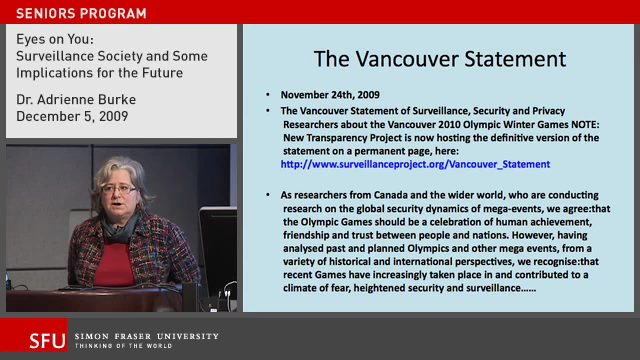 SENIORS PROGRAM
Eyes on You:
Surveillance Society and Some
Implications for the Future
Dr. Adrienne Burke
December 5, 2009
The Vancouver Statement
• November 24th, 2009
• The Vancouver Statement of Surveillance, Security and Privacy
Researchers about the Vancouver 2010 Olympic Winter Games NOTE:
New Transparency Project is now hosting the definitive version of the
statement on a permanent page, here:
http://www.surveillanceproject.org/Vancouver_Statement
• As researchers from Canada and the wider world, who are conducting
research on the global security dynamics of mega-events, we agree:that
the Olympic Games should be a celebration of human achievement,
friendship and trust between people and nations. However, having
analysed past and planned Olympics and other mega events, from a
variety of historical and international perspectives, we recognise:that
recent Games have increasingly taken place in and contributed to a
climate of fear, heightened security and surveillance……
SFU
SIMON FRASER UNIVERSITY
THINKING OF THE WORLD